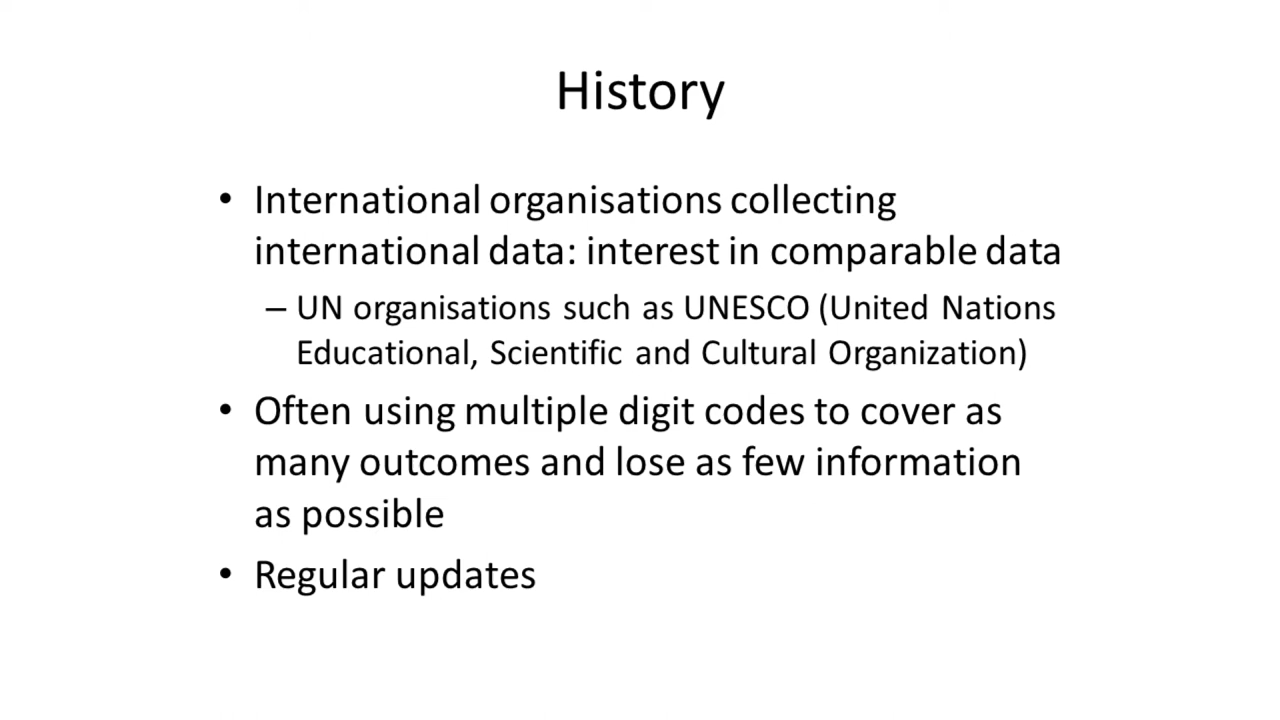 History
• International organisations collecting
international data: interest in comparable data
– UN organisations such as UNESCO (United Nations
Educational, Scientific and Cultural Organization)
• Often using multiple digit codes to cover as
many outcomes and lose as few information
as possible
• Regular updates